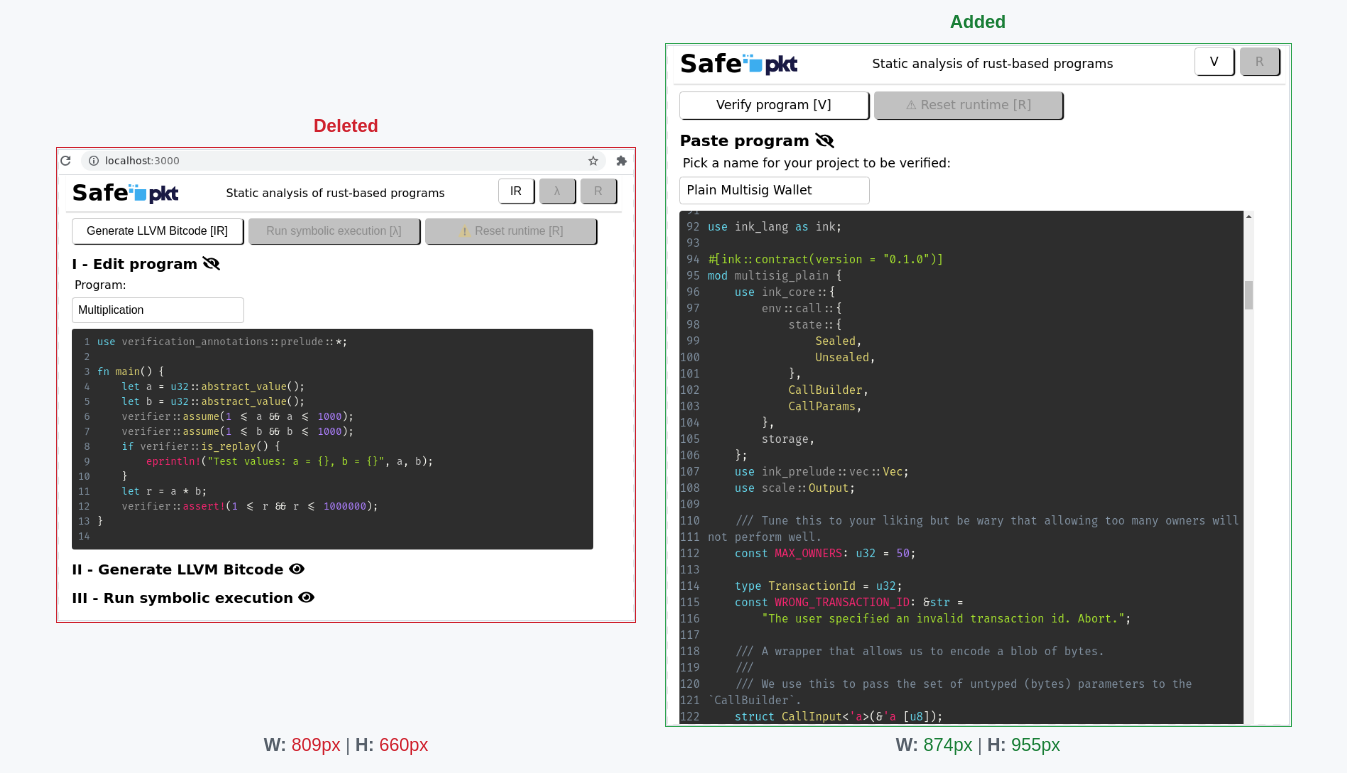 Deleted
localhost:3000
Safe pkt
Static analysis of rust-based programs
IR
λ
R
Generate LLVM Bitcode [IR]
Run symbolic execution [λ]
⚠ Reset runtime [R]
I - Edit program
Program:
Multiplication
1 use verification_annotations::prelude::*;
2
3 fn main() {
4     let a = u32::abstract_value();
5     let b = u32::abstract_value();
6     verifier::assume(1 <= a && a <= 1000);
7     verifier::assume(1 <= b && b <= 1000);
8     if verifier::is_replay() {
9         eprintln!("Test values: a = {}, b = {}", a, b);
10     }
11     let r = a * b;
12     verifier::assert!(1 <= r && r <= 1000000);
13 }
14
II - Generate LLVM Bitcode
III - Run symbolic execution
W: 809px | H: 660px
Added
Safe pkt
Static analysis of rust-based programs
V
R
Verify program [V]
⚠ Reset runtime [R]
Paste program
Pick a name for your project to be verified:
Plain Multisig Wallet
91
92 use ink_lang as ink;
93
94 #[ink::contract(version = "0.1.0")]
95 mod multisig_plain {
96     use ink_core::{
97         env::call::{
98             state::{
99                 Sealed,
100                 Unsealed,
101             },
102             CallBuilder,
103             CallParams,
104         },
105         storage,
106     };
107     use ink_prelude::vec::Vec;
108     use scale::Output;
109
110     /// Tune this to your liking but be wary that allowing too many owners will
111 not perform well.
112     const MAX_OWNERS: u32 = 50;
113
114     type TransactionId = u32;
115     const WRONG_TRANSACTION_ID: &str =
116         "The user specified an invalid transaction id. Abort.";
117
118     /// A wrapper that allows us to encode a blob of bytes.
119     ///
120     /// We use this to pass the set of untyped (bytes) parameters to the
121 `CallBuilder`.
122     struct CallInput<'a>(&'a [u8]);
W: 874px | H: 955px